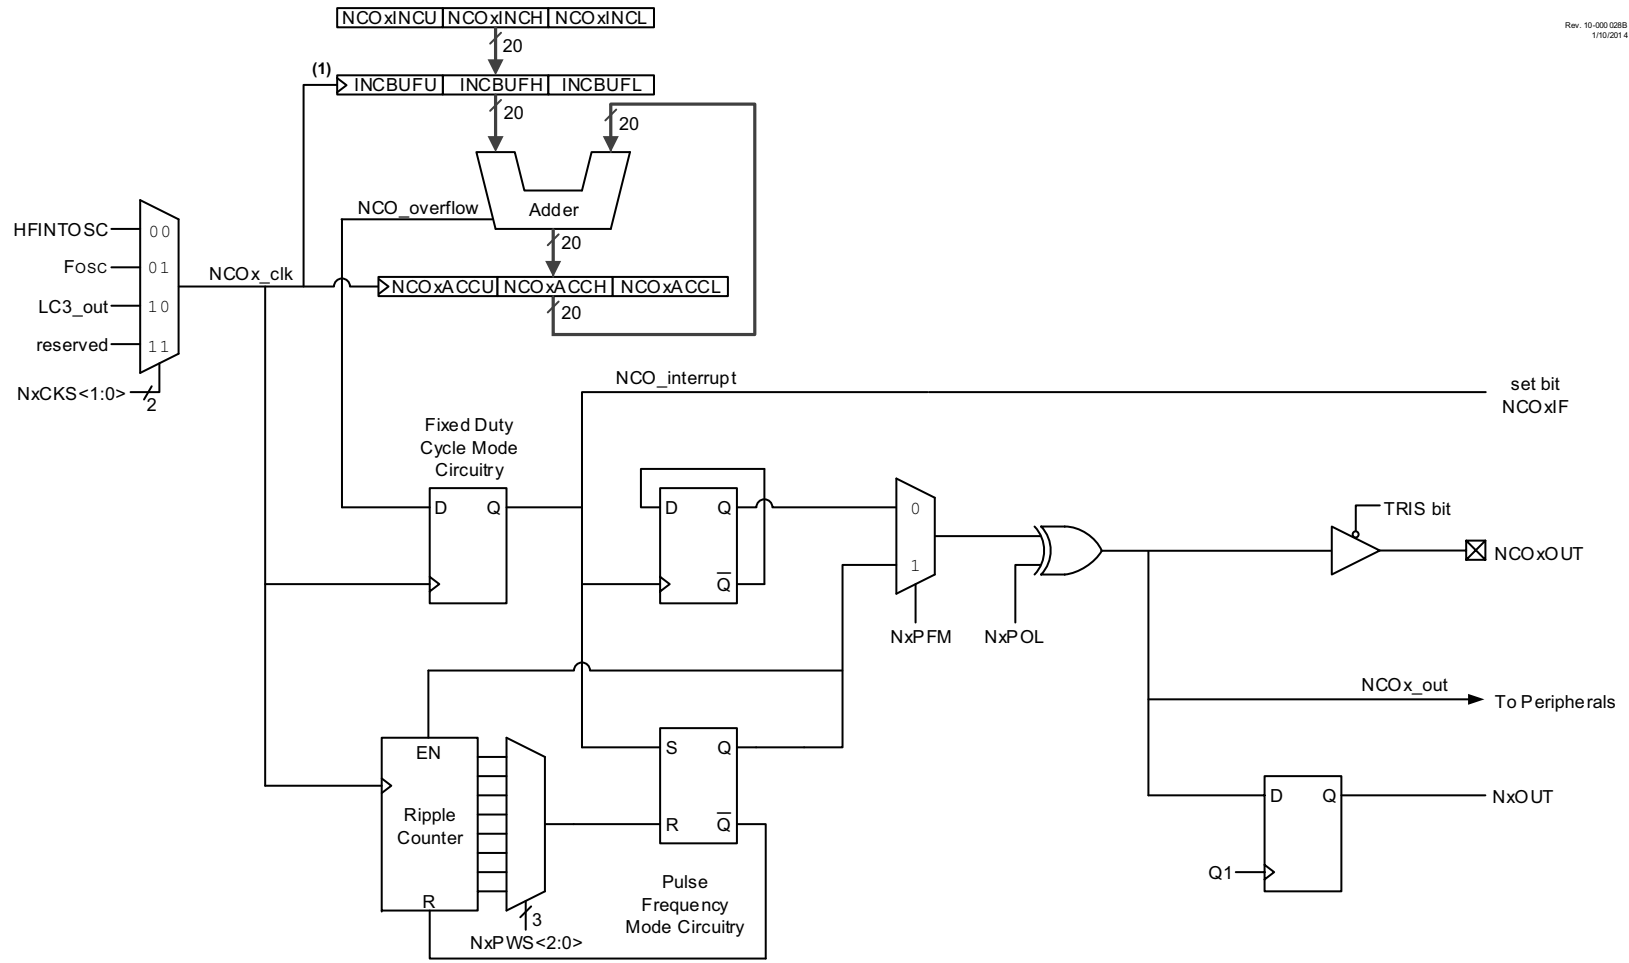 NCOxINCU NCOxINCH NCOxINCL
Rev. 10-000028B
1/10/2014
20
(1)
INCBUFU INCBUFH INCBUFL
20
20
NCO_overflow
Adder
HFINTOSC
00
20
Fosc
01
NCOx_clk
NCOxACCU NCOxACCH NCOxACCL
LC3_out
10
20
reserved
11
NxCKS<1:0>
2
NCO_interrupt
set bit
NCOxIF
Fixed Duty
Cycle Mode
Circuitry
D Q
D Q
Q
0
1
TRIS bit
NCOxOUT
NxPFM
NxPOL
NCOx_out
To Peripherals
EN
Ripple
Counter
R
S Q
R Q
D Q
NxOUT
Q1
Pulse
Frequency
Mode Circuitry
3
NxPWS<2:0>